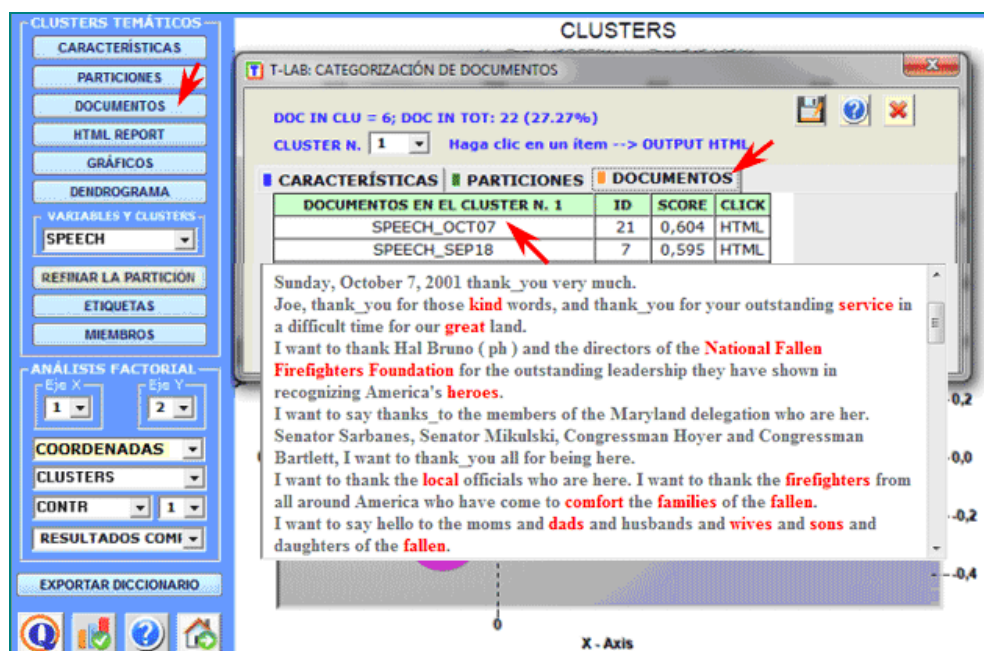 CLUSTERS TEMÁTICOS
CARACTERÍSTICAS
PARTICIONES
DOCUMENTOS
HTML REPORT
GRÁFICOS
DENDROGRAMA
VARIABLES Y CLUSTERS
SPEECH
REFINAR LA PARTICIÓN
ETIQUETAS
MIEMBROS
ANÁLISIS FACTORIAL
Eje X Eje Y
1 2
COORDENADAS
CLUSTERS
CONTR 1
RESULTADOS COMP
EXPORTAR DICCIONARIO
CLUSTERS
T-LAB: CATEGORIZACIÓN DE DOCUMENTOS
DOC IN CLU = 6; DOC IN TOT: 22 (27.27%)
CLUSTER N. 1 Haga clic en un ítem --> OUTPUT HTML
CARACTERÍSTICAS PARTICIONES DOCUMENTOS
DOCUMENTOS EN EL CLUSTER N. 1 ID SCORE CLICK
SPEECH_OCT07 21 0,604 HTML
SPEECH_SEP18 7 0,595 HTML
Sunday, October 7, 2001 thank_you very much.
Joe, thank_you for those kind words, and thank_you for your outstanding service in
a difficult time for our great land.
I want to thank Hal Bruno ( ph ) and the directors of the National Fallen
Firefighters Foundation for the outstanding leadership they have shown in
recognizing America's heroes.
I want to say thanks_to the members of the Maryland delegation who are her.
Senator Sarbanes, Senator Mikulski, Congressman Hoyer and Congressman
Bartlett, I want to thank_you all for being here.
I want to thank the local officials who are here. I want to thank the firefighters from
all around America who have come to comfort the families of the fallen.
I want to say hello to the moms and dads and husbands and wives and sons and
daughters of the fallen.
0,2
0,0
-0,2
-0,4
0
X - Axis